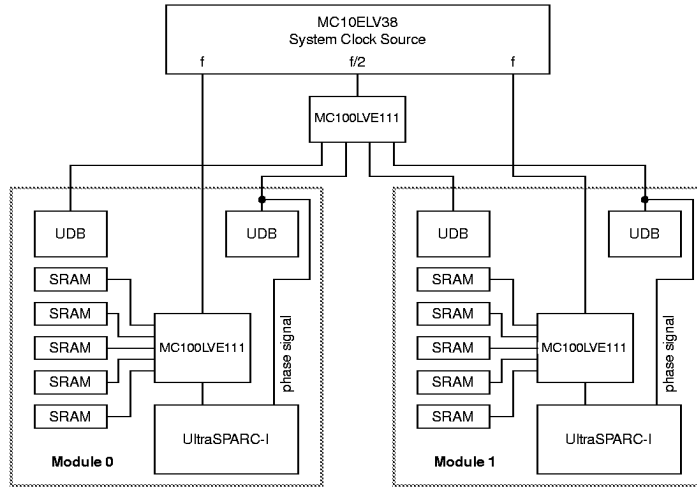 MC10ELV38
System Clock Source
f f/2 f
MC100LVE111
UDB UDB UDB UDB
SRAM SRAM
SRAM SRAM
MC100LVE111 MC100LVE111
SRAM SRAM
SRAM SRAM
SRAM SRAM
phase signal phase signal
UltraSPARC-I UltraSPARC-I
Module 0 Module 1